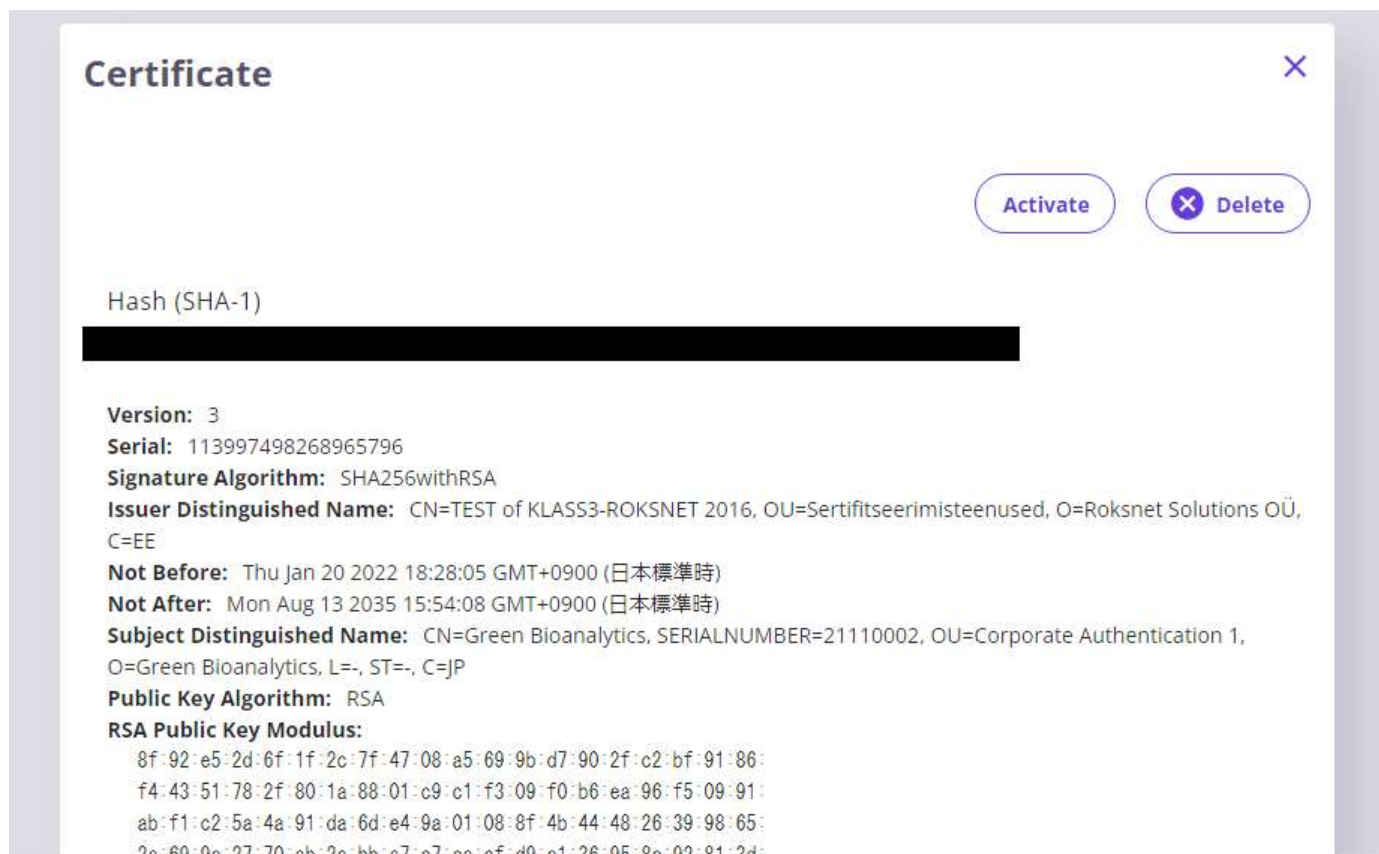 Certificate
Activate
Delete
Hash (SHA-1)
Version: 3
Serial: 113997498268965796
Signature Algorithm: SHA256withRSA
Issuer Distinguished Name: CN=TEST of KLASS3-ROKSNET 2016, OU=Sertifitseerimisteenused, O=Roksnet Solutions OÜ,
C=EE
Not Before: Thu Jan 20 2022 18:28:05 GMT+0900 (日本標準時)
Not After: Mon Aug 13 2035 15:54:08 GMT+0900 (日本標準時)
Subject Distinguished Name: CN=Green Bioanalytics, SERIALNUMBER=21110002, OU=Corporate Authentication 1,
O=Green Bioanalytics, L=-, ST=-, C=JP
Public Key Algorithm: RSA
RSA Public Key Modulus:
8f:92:e5:2d:6f:1f:2c:7f:47:08:a5:69:9b:d7:90:2f:c2:bf:91:86:
f4:43:51:78:2f:80:1a:88:01:c9:c1:f3:09:f0:b6:ea:96:f5:09:91:
ab:f1:c2:5a:4a:91:da:6d:e4:9a:01:08:8f:4b:44:48:26:39:98:65: